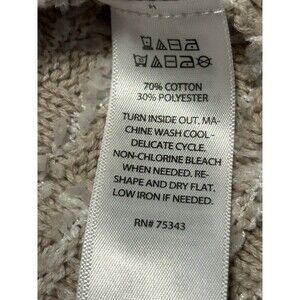 70% COTTON
30% POLYESTER
TURN INSIDE OUT. MA-
CHINE WASH COOL -
DELICATE CYCLE.
NON-CHLORINE BLEACH
WHEN NEEDED. RE-
SHAPE AND DRY FLAT.
LOW IRON IF NEEDED.
RN# 75343